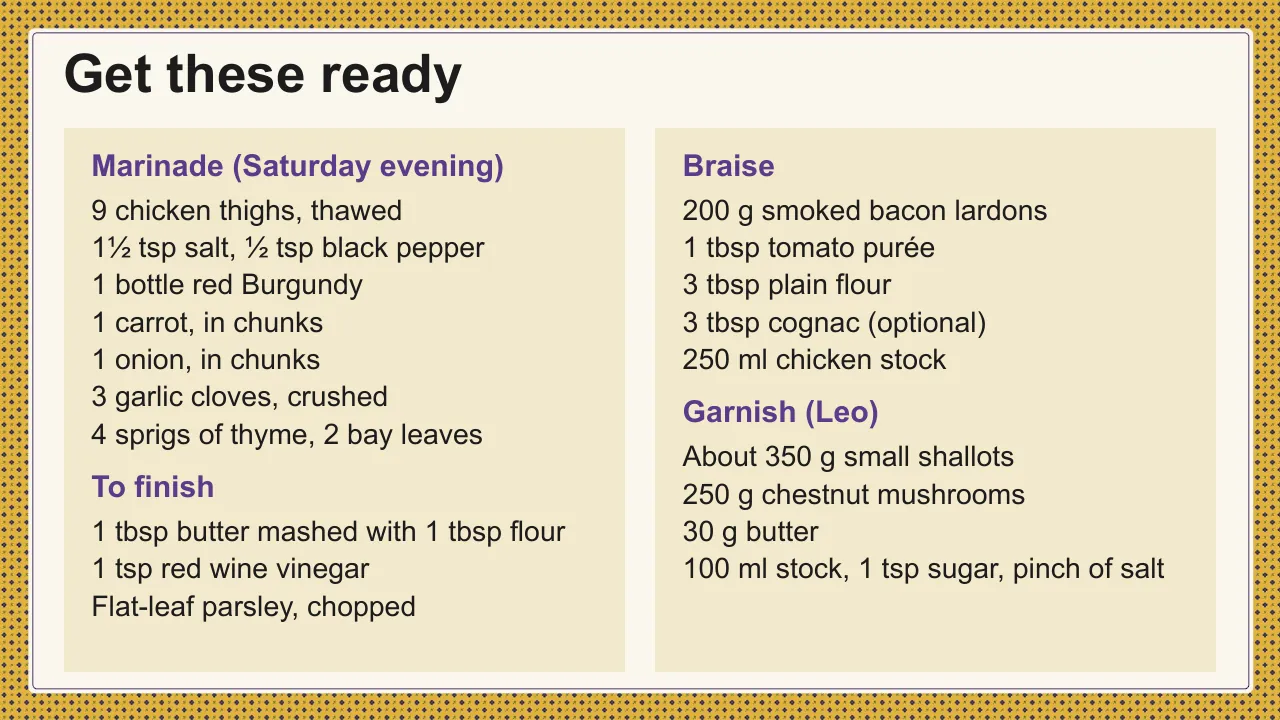 Get these ready
Marinade (Saturday evening)
9 chicken thighs, thawed
1½ tsp salt, ½ tsp black pepper
1 bottle red Burgundy
1 carrot, in chunks
1 onion, in chunks
3 garlic cloves, crushed
4 sprigs of thyme, 2 bay leaves
To finish
1 tbsp butter mashed with 1 tbsp flour
1 tsp red wine vinegar
Flat-leaf parsley, chopped
Braise
200 g smoked bacon lardons
1 tbsp tomato purée
3 tbsp plain flour
3 tbsp cognac (optional)
250 ml chicken stock
Garnish (Leo)
About 350 g small shallots
250 g chestnut mushrooms
30 g butter
100 ml stock, 1 tsp sugar, pinch of salt